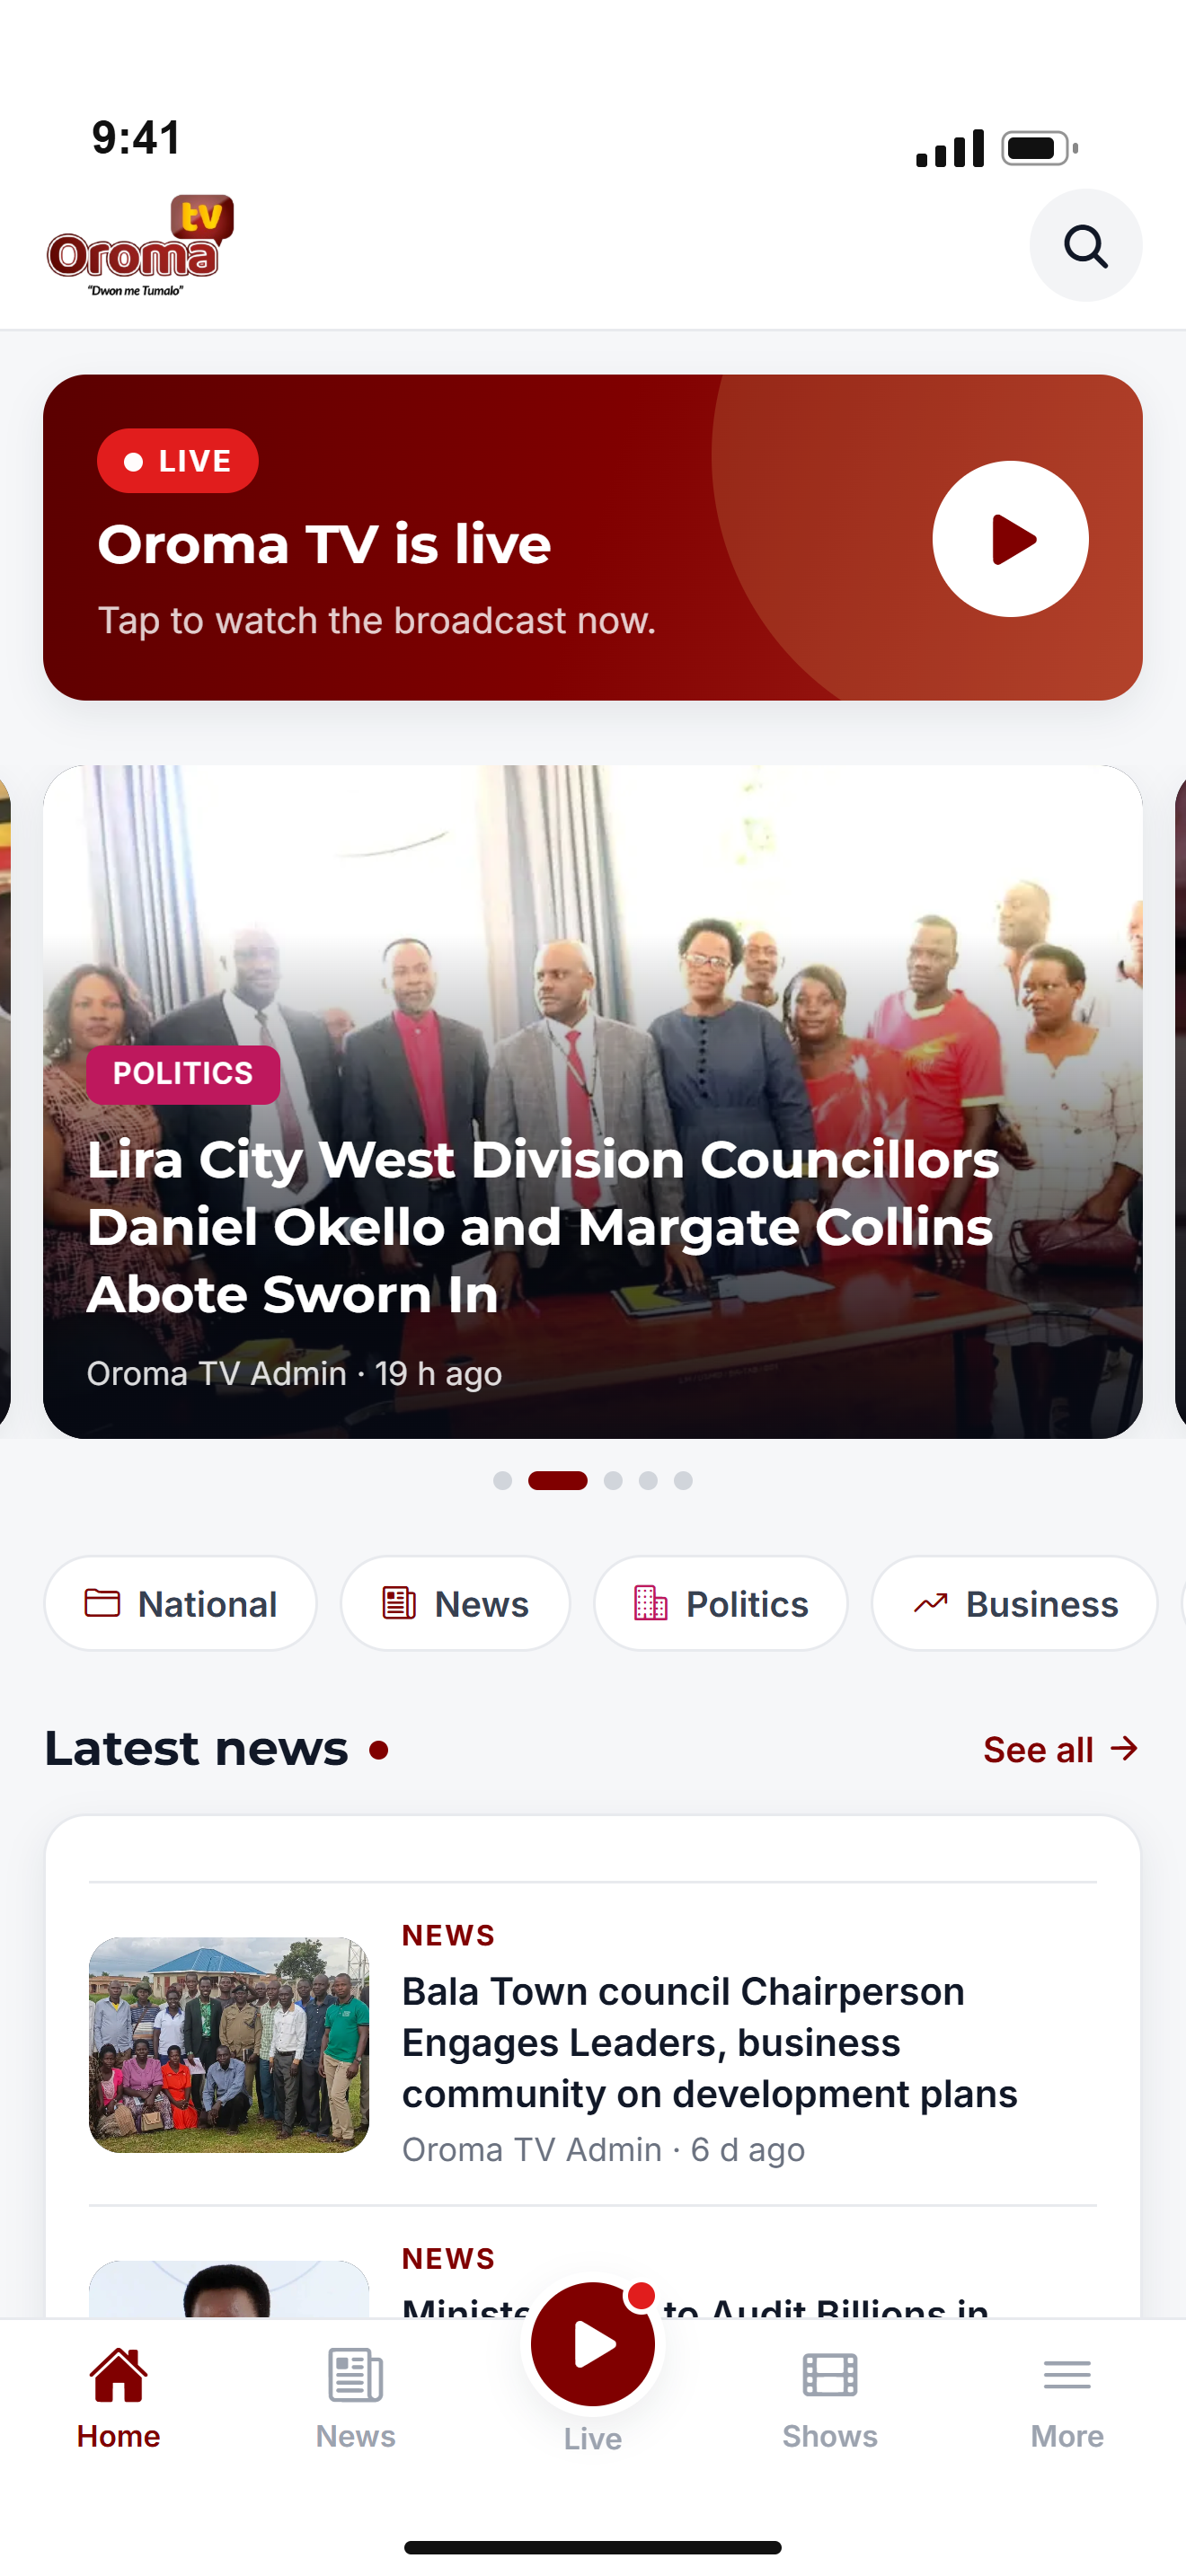 9:41
tv
Oroma
"Dwon me Tumalo"
LIVE
Oroma TV is live
Tap to watch the broadcast now.
POLITICS
Lira City West Division Councillors
Daniel Okello and Margate Collins
Abote Sworn In
Oroma TV Admin · 19 h ago
National
News
Politics
Business
Latest news
See all
NEWS
Bala Town council Chairperson
Engages Leaders, business
community on development plans
Oroma TV Admin · 6 d ago
NEWS
to Audit Billions in
Home
News
Live
Shows
More